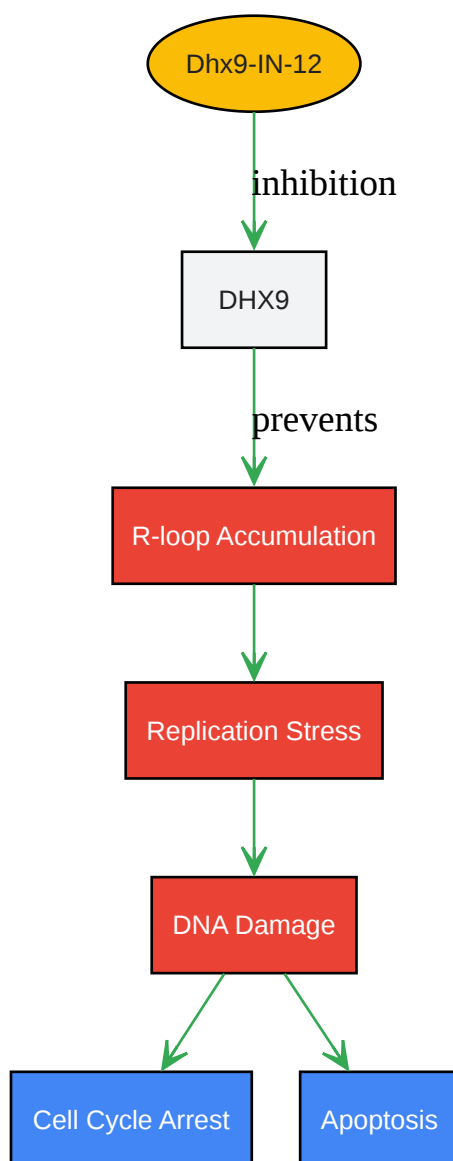 Dhx9-IN-12
inhibition
DHX9
prevents
R-loop Accumulation
Replication Stress
DNA Damage
Cell Cycle Arrest
Apoptosis